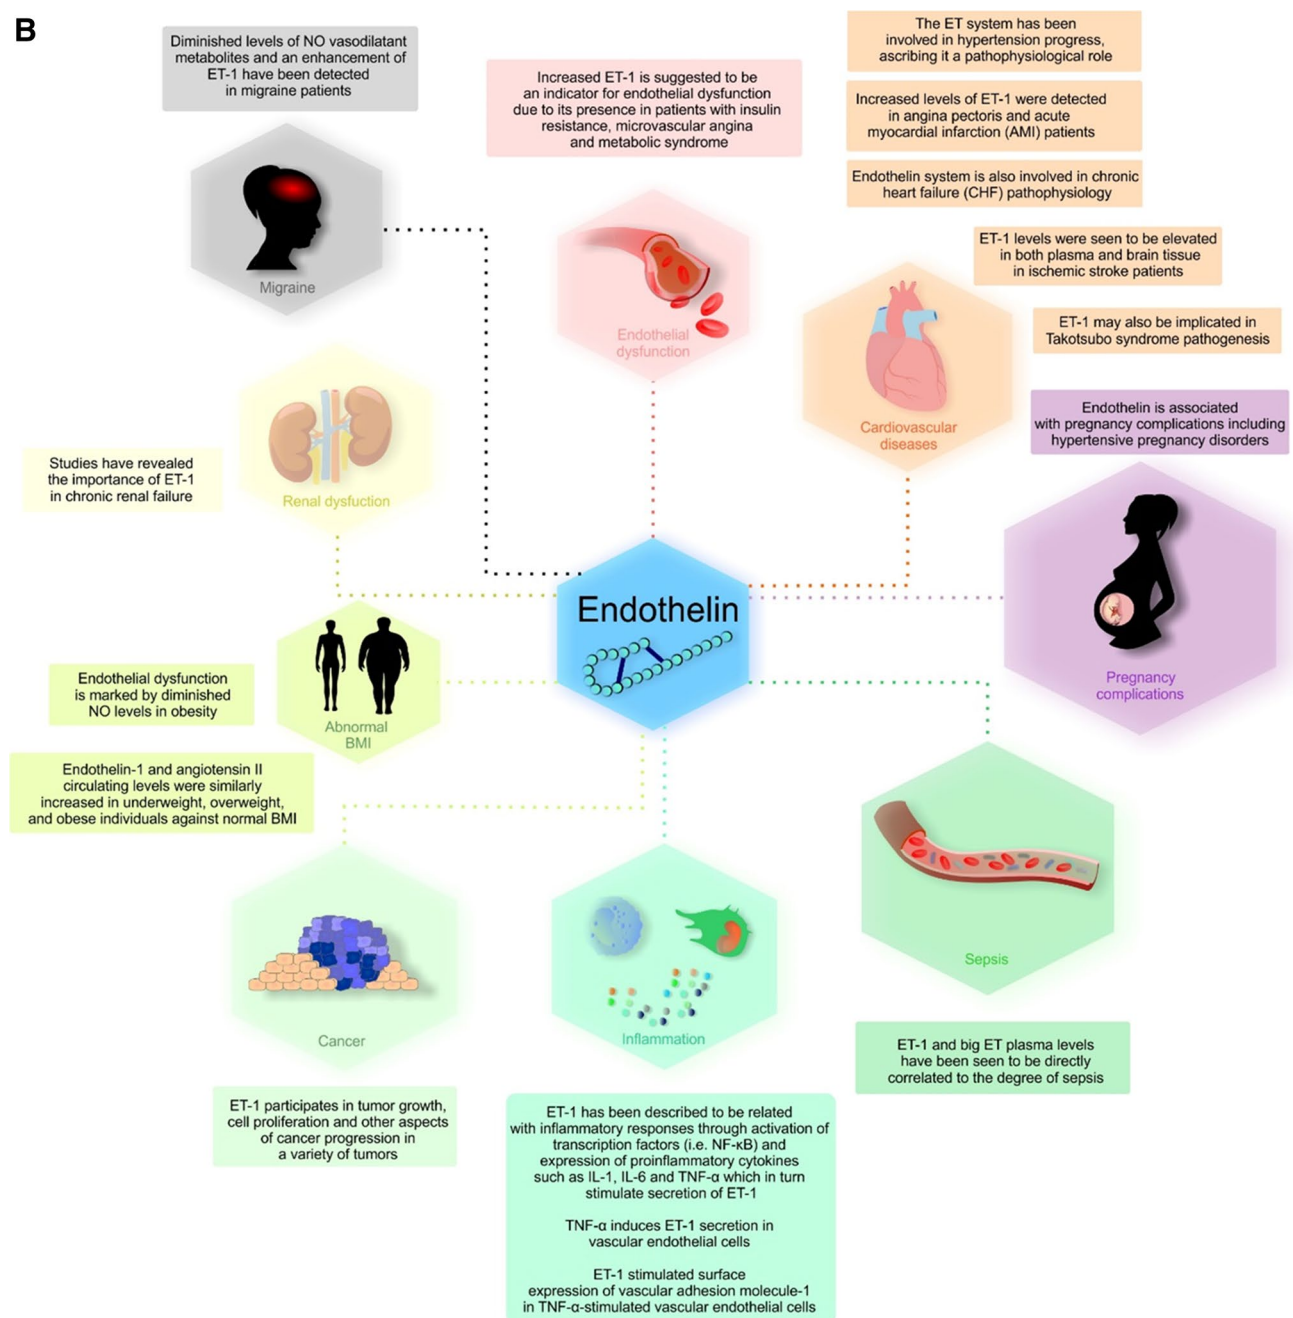 B
Diminished levels of NO vasodilatant
metabolites and an enhancement of
ET-1 have been detected
in migraine patients
Migraine
Increased ET-1 is suggested to be
an indicator for endothelial dysfunction
due to its presence in patients with insulin
resistance, microvascular angina
and metabolic syndrome
Endothelial
dysfunction
The ET system has been
involved in hypertension progress,
ascribing it a pathophysiological role
Increased levels of ET-1 were detected
in angina pectoris and acute
myocardial infarction (AMI) patients
Endothelin system is also involved in chronic
heart failure (CHF) pathophysiology
ET-1 levels were seen to be elevated
in both plasma and brain tissue
in ischemic stroke patients
ET-1 may also be implicated in
Takotsubo syndrome pathogenesis
Cardiovascular
diseases
Endothelin is associated
with pregnancy complications including
hypertensive pregnancy disorders
Pregnancy
complications
Studies have revealed
the importance of ET-1
in chronic renal failure
Renal dysfuction
Endothelin
Endothelial dysfunction
is marked by diminished
NO levels in obesity
Abnormal
BMI
Endothelin-1 and angiotensin II
circulating levels were similarly
increased in underweight, overweight,
and obese individuals against normal BMI
Cancer
ET-1 participates in tumor growth,
cell proliferation and other aspects
of cancer progression in
a variety of tumors
Inflammation
ET-1 has been described to be related
with inflammatory responses through activation of
transcription factors (i.e. NF-κB) and
expression of proinflammatory cytokines
such as IL-1, IL-6 and TNF-α which in turn
stimulate secretion of ET-1
TNF-α induces ET-1 secretion in
vascular endothelial cells
ET-1 stimulated surface
expression of vascular adhesion molecule-1
in TNF-α-stimulated vascular endothelial cells
Sepsis
ET-1 and big ET plasma levels
have been seen to be directly
correlated to the degree of sepsis